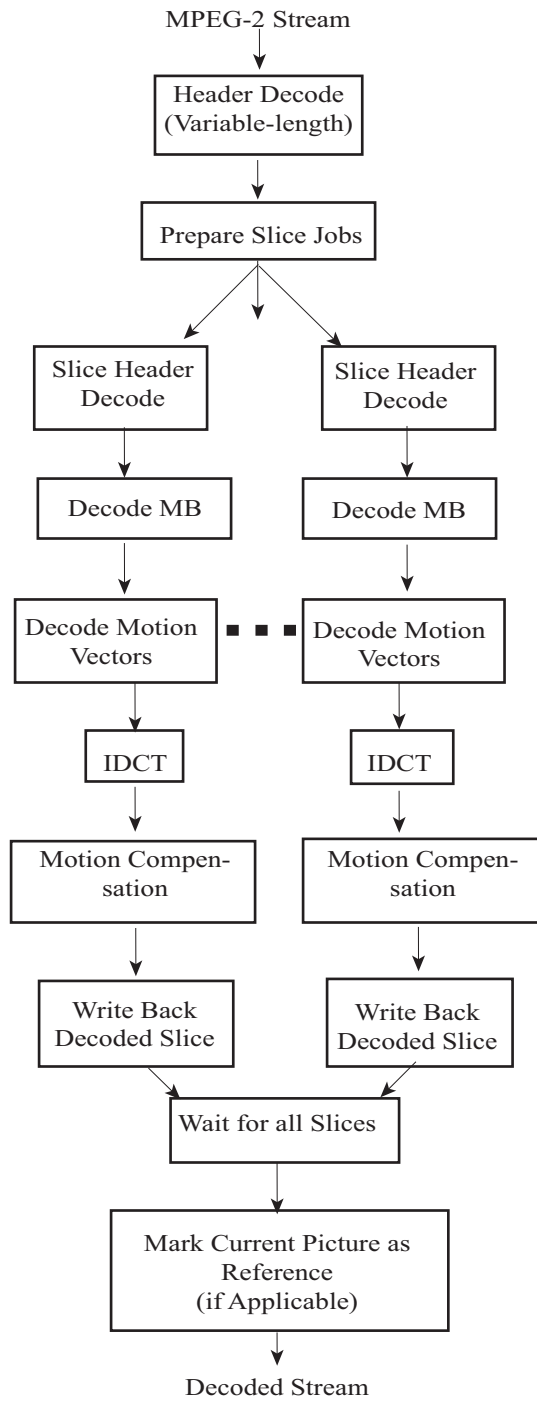 MPEG-2 Stream
Header Decode
(Variable-length)
Prepare Slice Jobs
Slice Header
Decode
Decode MB
Decode Motion
Vectors
IDCT
Motion Compen-
sation
Write Back
Decoded Slice
Slice Header
Decode
Decode MB
Decode Motion
Vectors
IDCT
Motion Compen-
sation
Write Back
Decoded Slice
Wait for all Slices
Mark Current Picture as
Reference
(if Applicable)
Decoded Stream